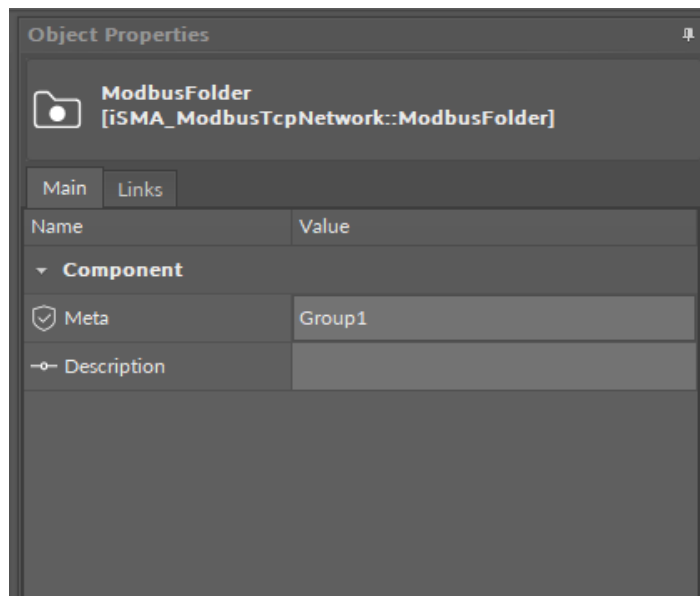 Object Properties
ModbusFolder
[iSMA_ModbusTcpNetwork::ModbusFolder]
Main Links
Name Value
Component
Meta Group1
Description